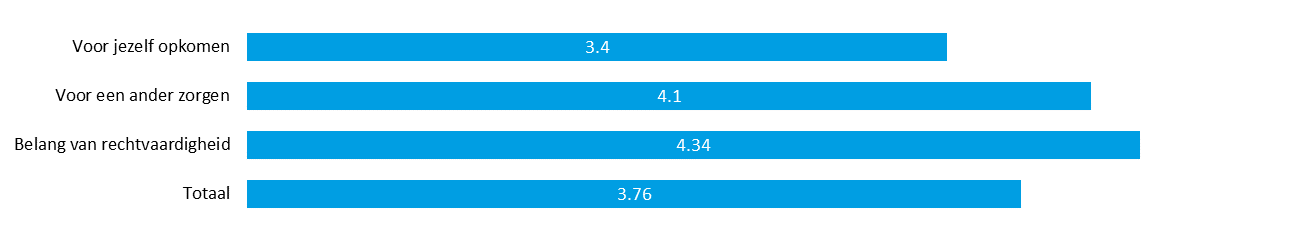 Voor jezelf opkomen 3.4
Voor een ander zorgen 4.1
Belang van rechtvaardigheid 4.34
Totaal 3.76